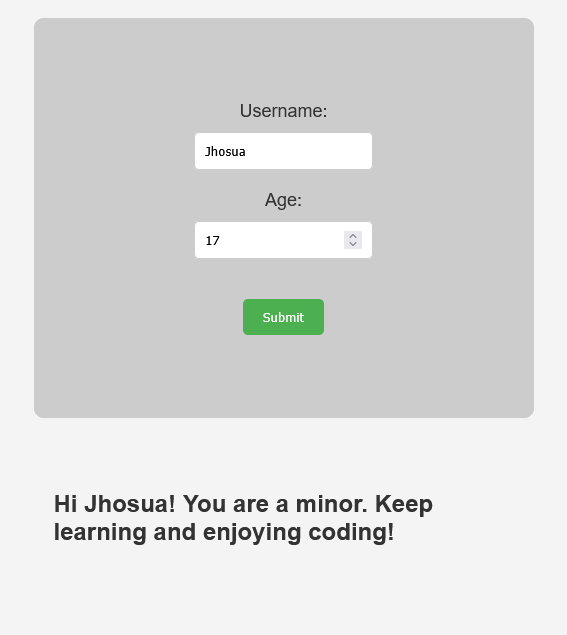 Username:
Jhosua
Age:
17
Submit
Hi Jhosua! You are a minor. Keep
learning and enjoying coding!